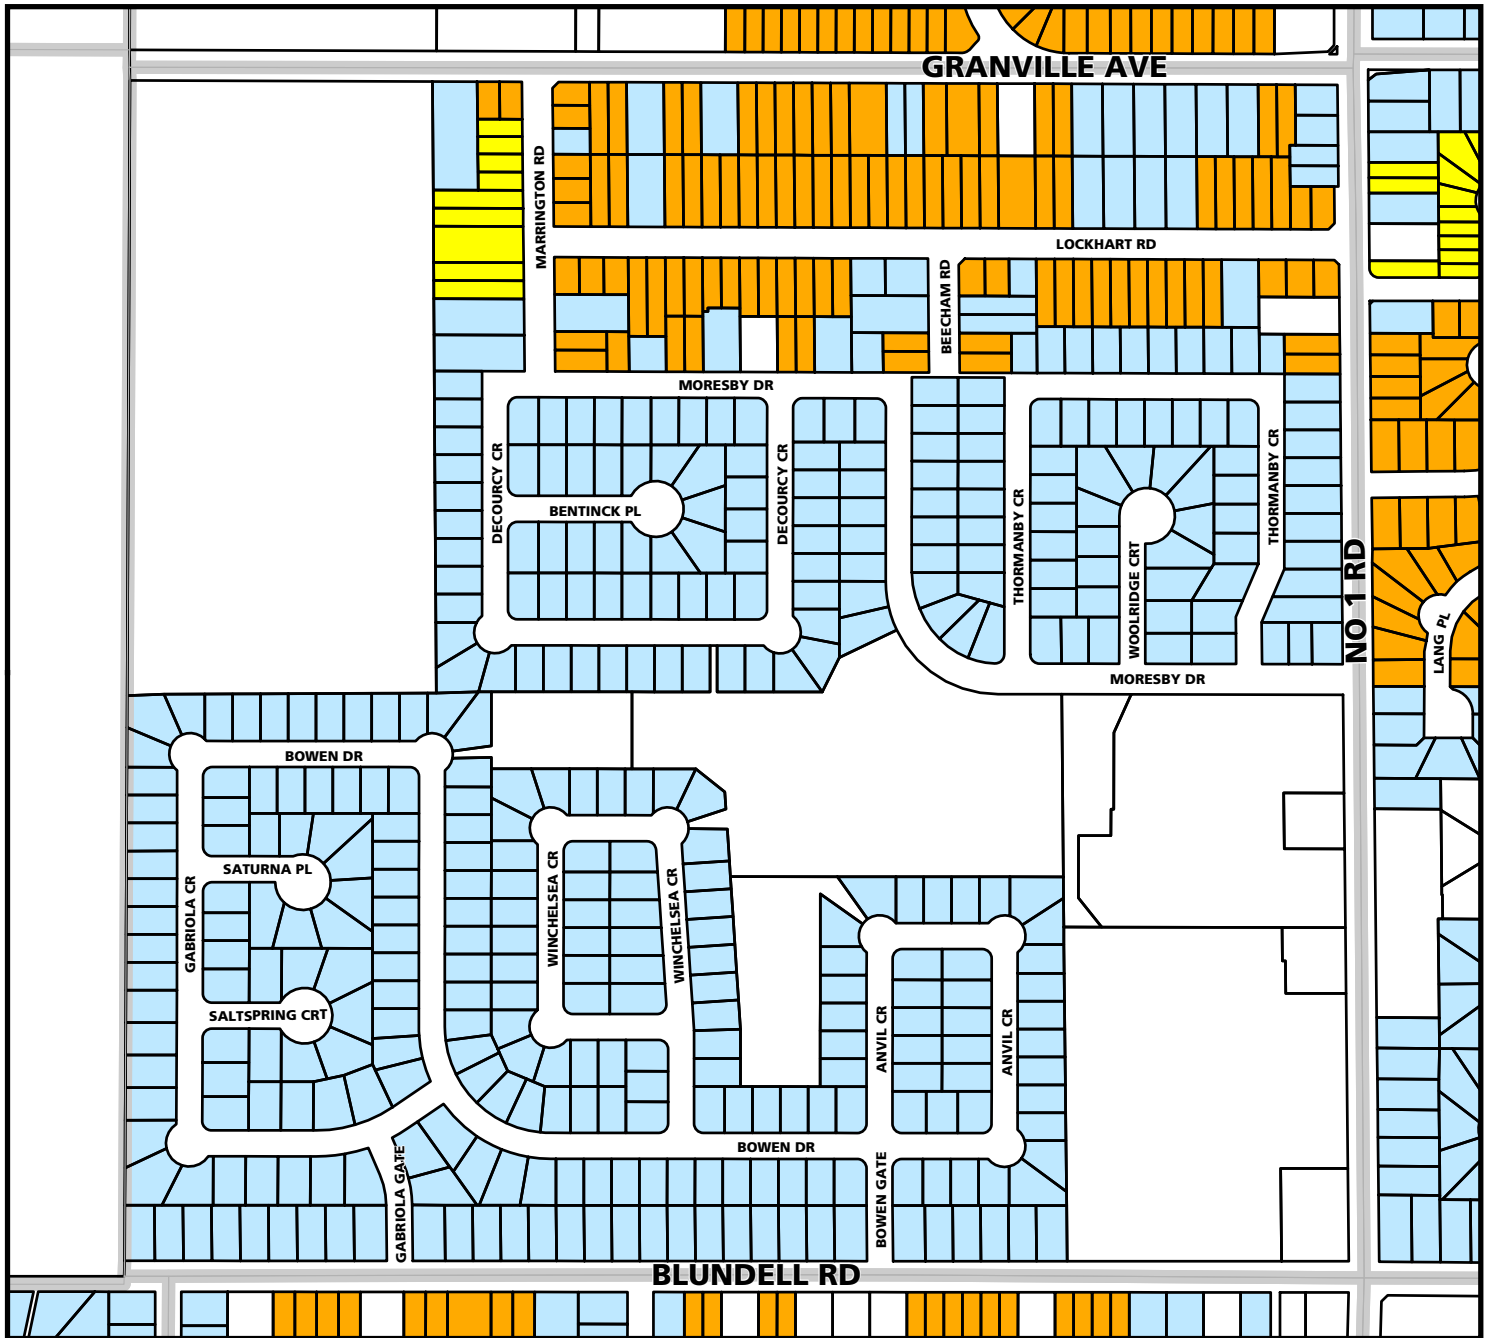 GRANVILLE AVE
MARRINGTON RD
LOCKHART RD
BEECHAM RD
MORESBY DR
DECOURCY CR
BENTINCK PL
DECOURCY CR
THORMANBY CR
WOOLRIDGE CRT
THORMANBY CR
NO 1 RD
LANG PL
MORESBY DR
BOWEN DR
SATURNA PL
GABRIOLA CR
WINCHELSEA CR
WINCHELSEA CR
SALTSPRING CRT
ANVIL CR
ANVIL CR
BOWEN DR
GABRIOLA GATE
BOWEN GATE
BLUNDELL RD